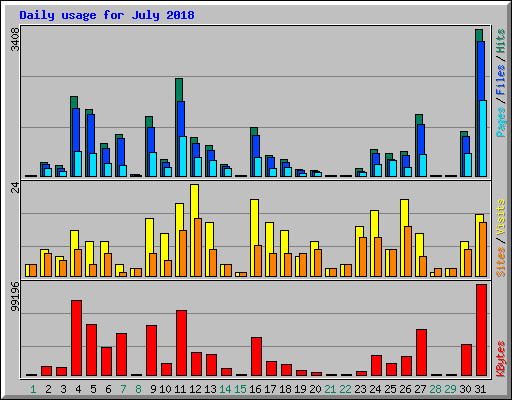 Daily usage for July 2018
3408
Pages / Files / Hits
24
Sites / Visits
99196
KBytes
1 2 3 4 5 6 7 8 9 10 11 12 13 14 15 16 17 18 19 20 21 22 23 24 25 26 27 28 29 30 31